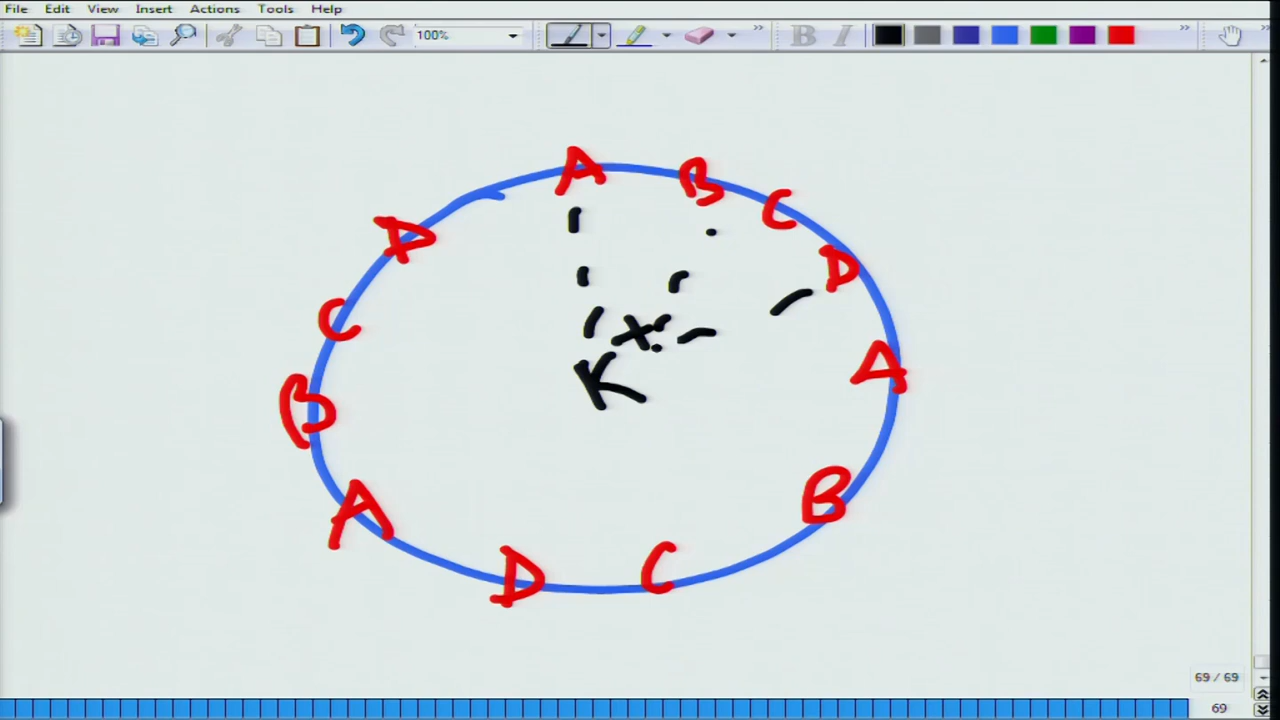 File Edit View Insert Actions Tools Help
100% B I
A B C D
A
B
C
D
A
B
C
D
X
K
69 / 69
69